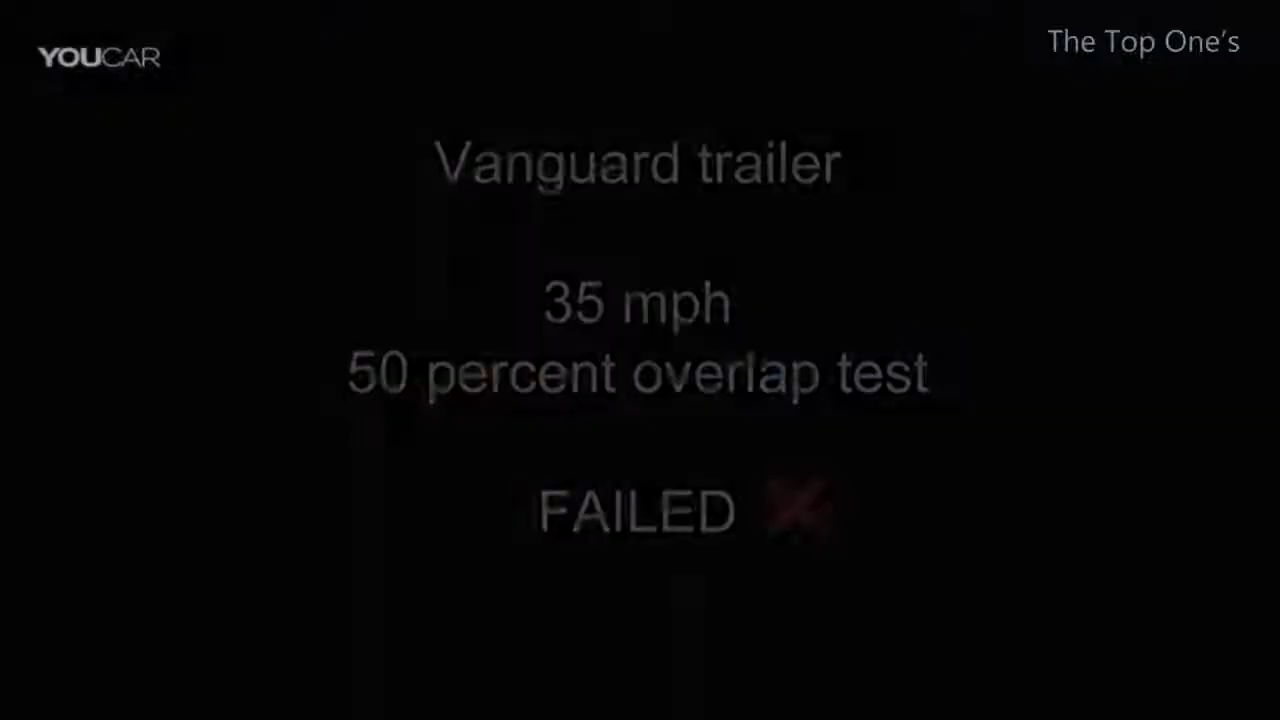 YOUCAR
The Top One’s
Vanguard trailer
35 mph
50 percent overlap test
FAILED